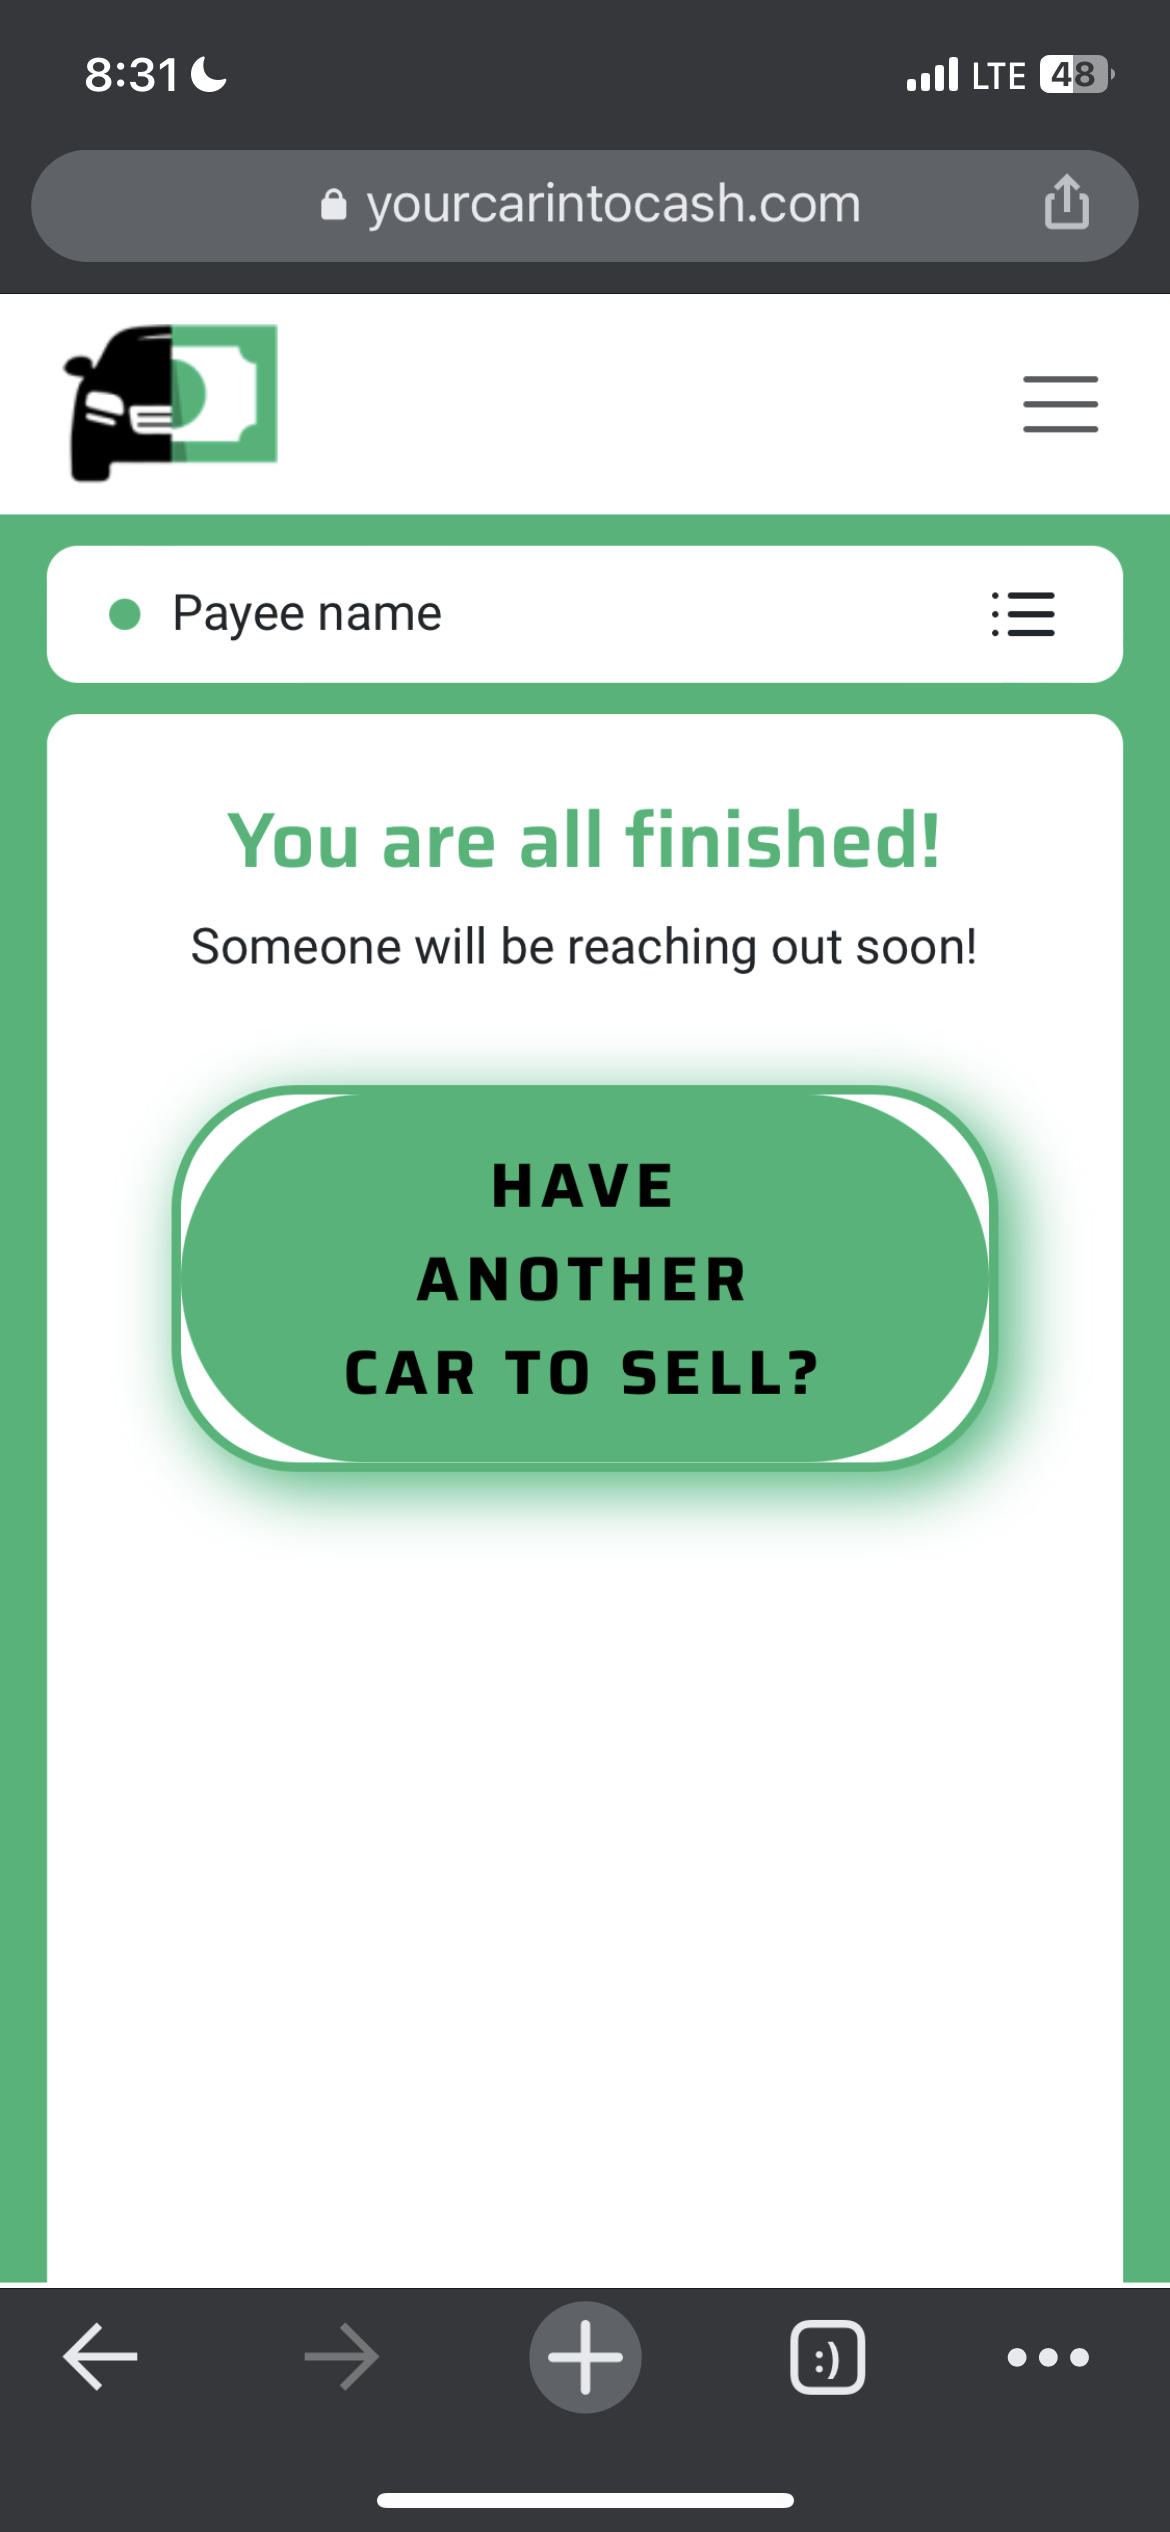 8:31
LTE 48
yourcarintocash.com
Payee name
You are all finished!
Someone will be reaching out soon!
HAVE
ANOTHER
CAR TO SELL?
:)